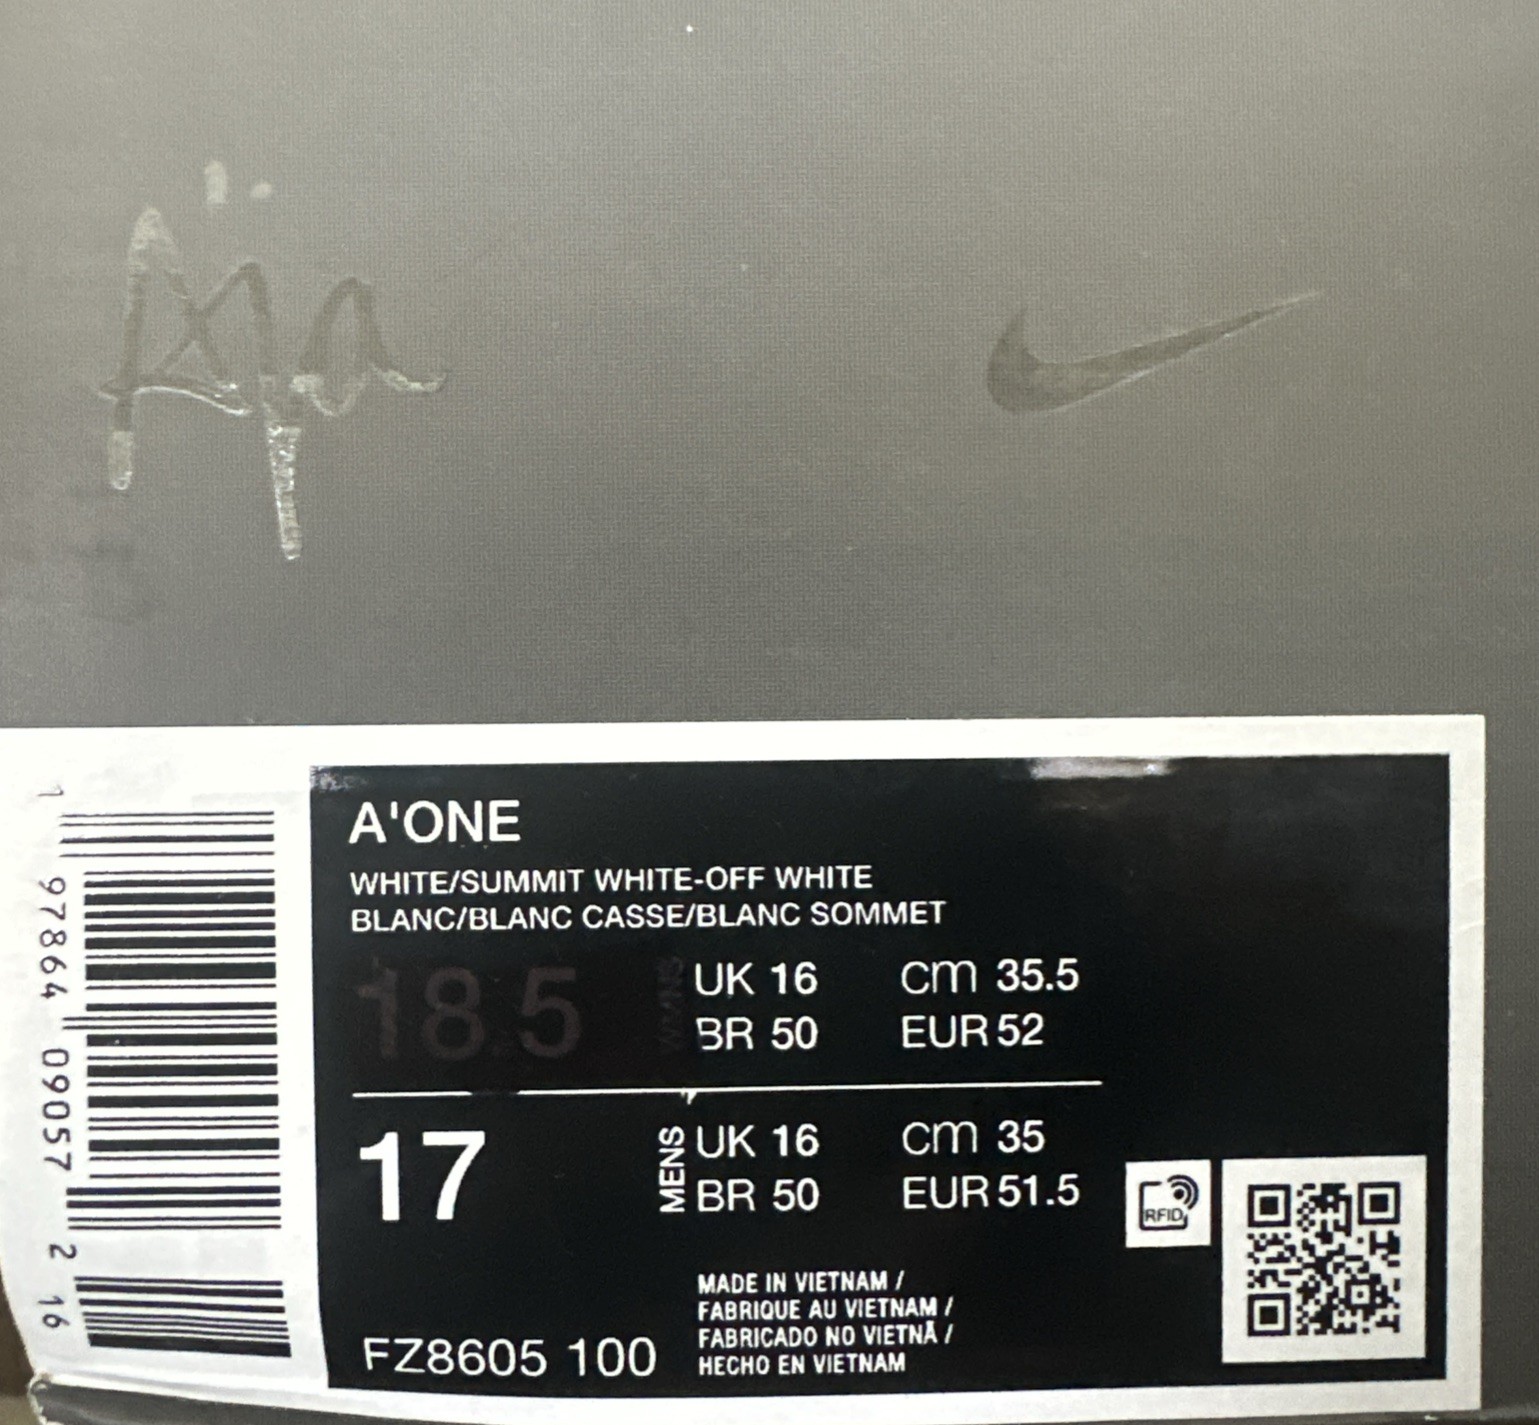 A'ja
A'ONE
WHITE/SUMMIT WHITE-OFF WHITE
BLANC/BLANC CASSE/BLANC SOMMET
18.5 WMNS UK 16 CM 35.5
BR 50 EUR 52
17 MENS UK 16 CM 35
BR 50 EUR 51.5
RFID
MADE IN VIETNAM /
FABRIQUE AU VIETNAM /
FABRICADO NO VIETNÃ /
HECHO EN VIETNAM
FZ8605 100
1 97864 09057 2 16